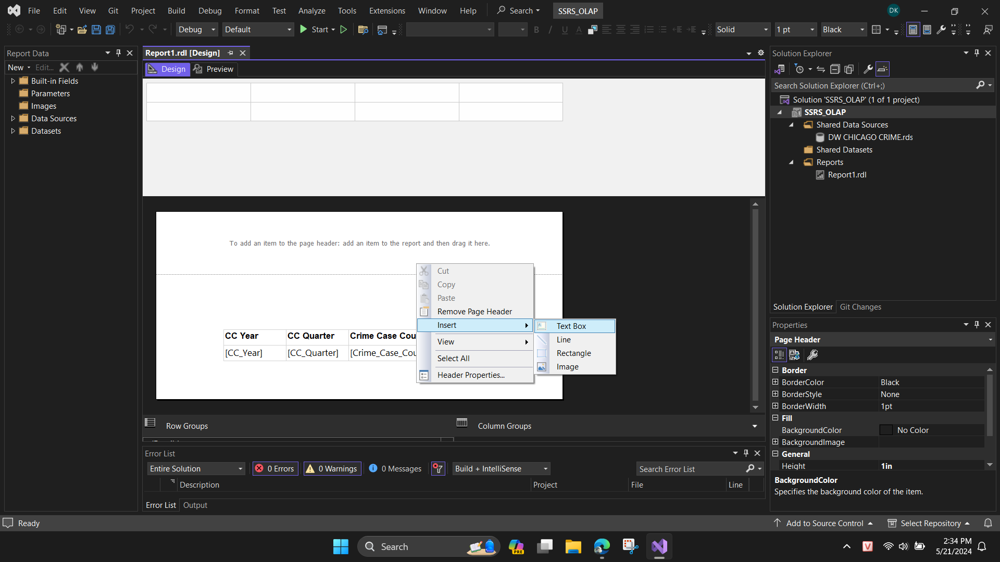 File Edit View Git Project Build Debug Format Test Analyze Tools Extensions Window Help Search SSRS_OLAP DK
Debug Default Start Solid 1 pt Black
Report Data
New Edit...
Built-in Fields
Parameters
Images
Data Sources
Datasets
Report1.rdl [Design]
Design Preview
To add an item to the page header: add an item to the report and then drag it here.
CC Year CC Quarter Crime Case Cou
[CC_Year] [CC_Quarter] [Crime_Case_Cou
Cut
Copy
Paste
Remove Page Header
Insert
View
Select All
Header Properties...
Text Box
Line
Rectangle
Image
Row Groups Column Groups
Error List
Entire Solution 0 Errors 0 Warnings 0 Messages Build + IntelliSense Search Error List
Description Project File Line
Error List Output
Solution Explorer
Search Solution Explorer (Ctrl+;)
Solution 'SSRS_OLAP' (1 of 1 project)
SSRS_OLAP
Shared Data Sources
DW CHICAGO CRIME.rds
Shared Datasets
Reports
Report1.rdl
Solution Explorer Git Changes
Properties
Page Header
Border
BorderColor Black
BorderStyle None
BorderWidth 1pt
Fill
BackgroundColor No Color
BackgroundImage
General
Height 1in
BackgroundColor
Specifies the background color of the item.
Ready Add to Source Control Select Repository
Search PRE V 2:34 PM
5/21/2024